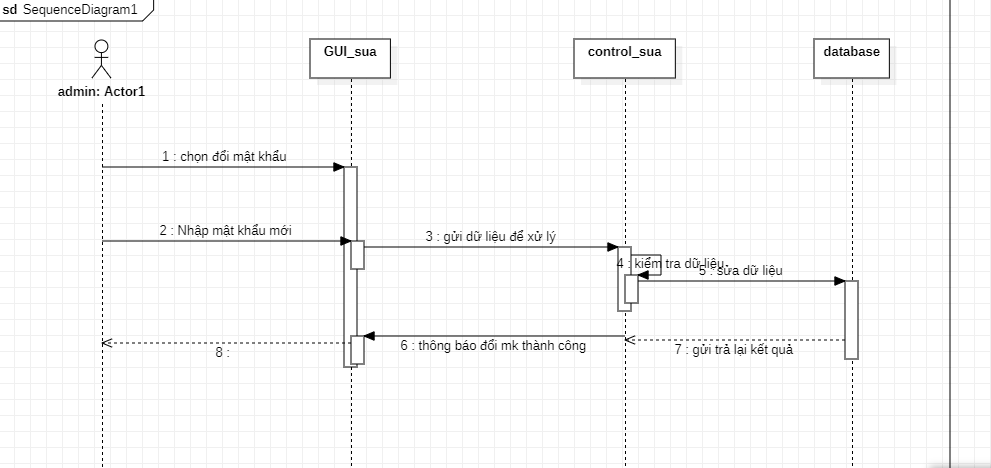 sd SequenceDiagram1
GUI_sua
control_sua
database
admin: Actor1
1 : chọn đổi mật khẩu
2 : Nhập mật khẩu mới
3 : gửi dữ liệu để xử lý
4 : kiểm tra dữ liệu
5 : sửa dữ liệu
6 : thông báo đổi mk thành công
7 : gửi trả lại kết quả
8 :